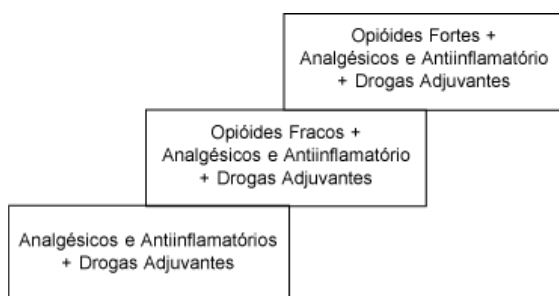 Opióides Fortes +
Analgésicos e Antiinflamatório
+ Drogas Adjuvantes
Opióides Fracos +
Analgésicos e Antiinflamatório
+ Drogas Adjuvantes
Analgésicos e Antiinflamatórios
+ Drogas Adjuvantes